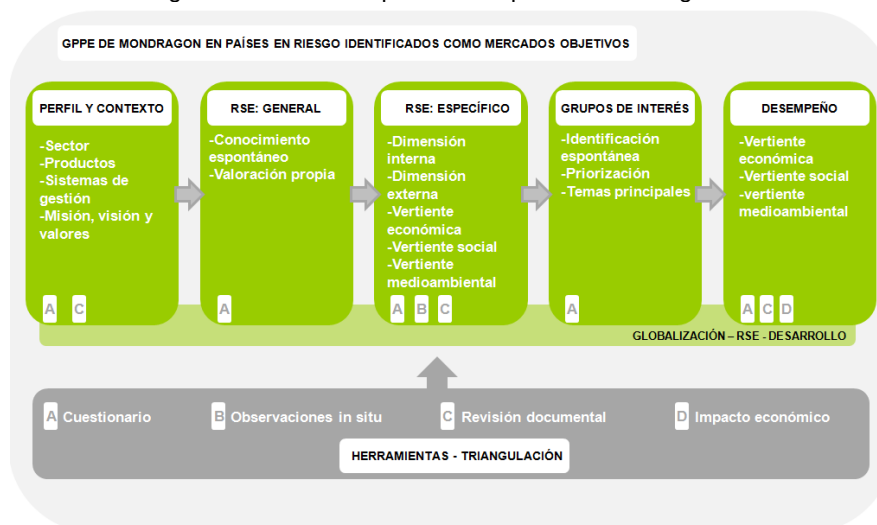 GPPE DE MONDRAGON EN PAÍSES EN RIESGO IDENTIFICADOS COMO MERCADOS OBJETIVOS
PERFIL Y CONTEXTO
-Sector
-Productos
-Sistemas de
gestión
-Misión, visión y
valores
A C
RSE: GENERAL
-Conocimiento
espontáneo
-Valoración propia
A
RSE: ESPECÍFICO
-Dimensión
interna
-Dimensión
externa
-Vertiente
económica
-Vertiente social
-Vertiente
medioambiental
A B C
GRUPOS DE INTERÉS
-Identificación
espontánea
-Priorización
-Temas principales
A
DESEMPEÑO
-Vertiente
económica
-Vertiente social
-vertiente
medioambiental
A C D
GLOBALIZACIÓN – RSE - DESARROLLO
A Cuestionario
B Observaciones in situ
C Revisión documental
D Impacto económico
HERRAMIENTAS - TRIANGULACIÓN